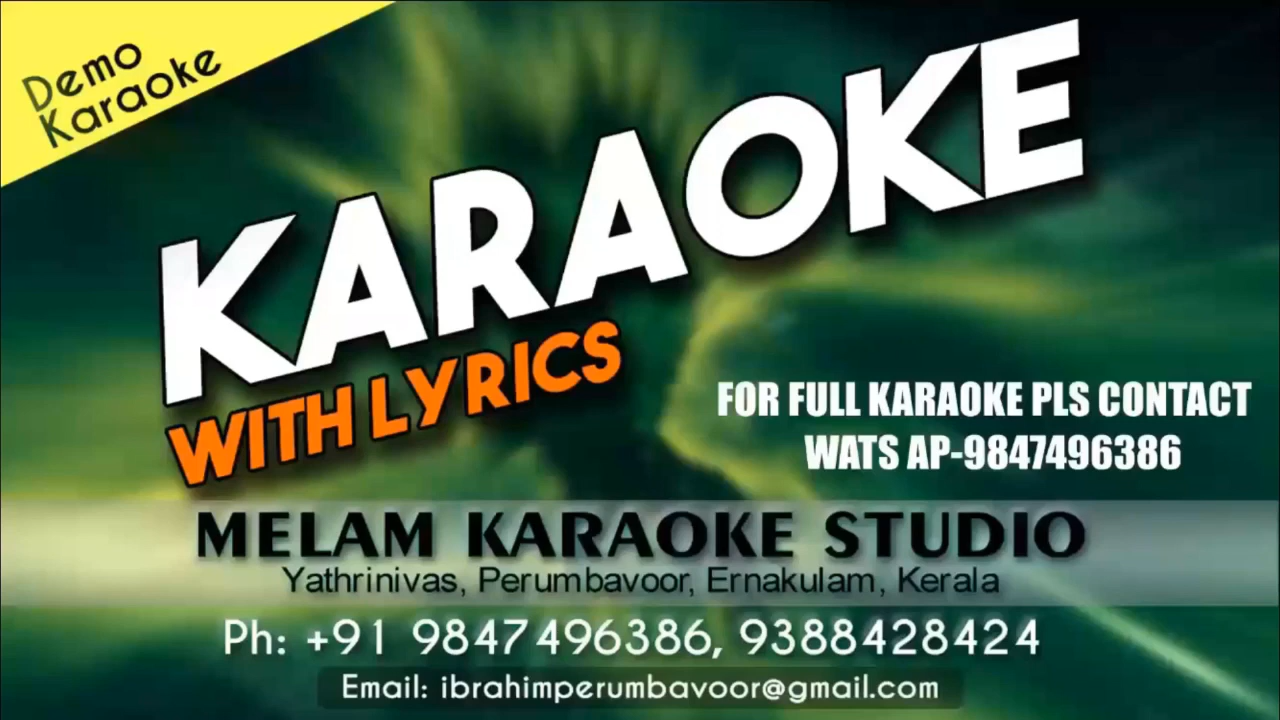 Demo
Karaoke
KARAOKE
WITH LYRICS
FOR FULL KARAOKE PLS CONTACT
WATS AP-9847496386
MELAM KARAOKE STUDIO
Yathrinivas, Perumbavoor, Ernakulam, Kerala
Ph: +91 9847496386, 9388428424
Email: ibrahimperumbavoor@gmail.com